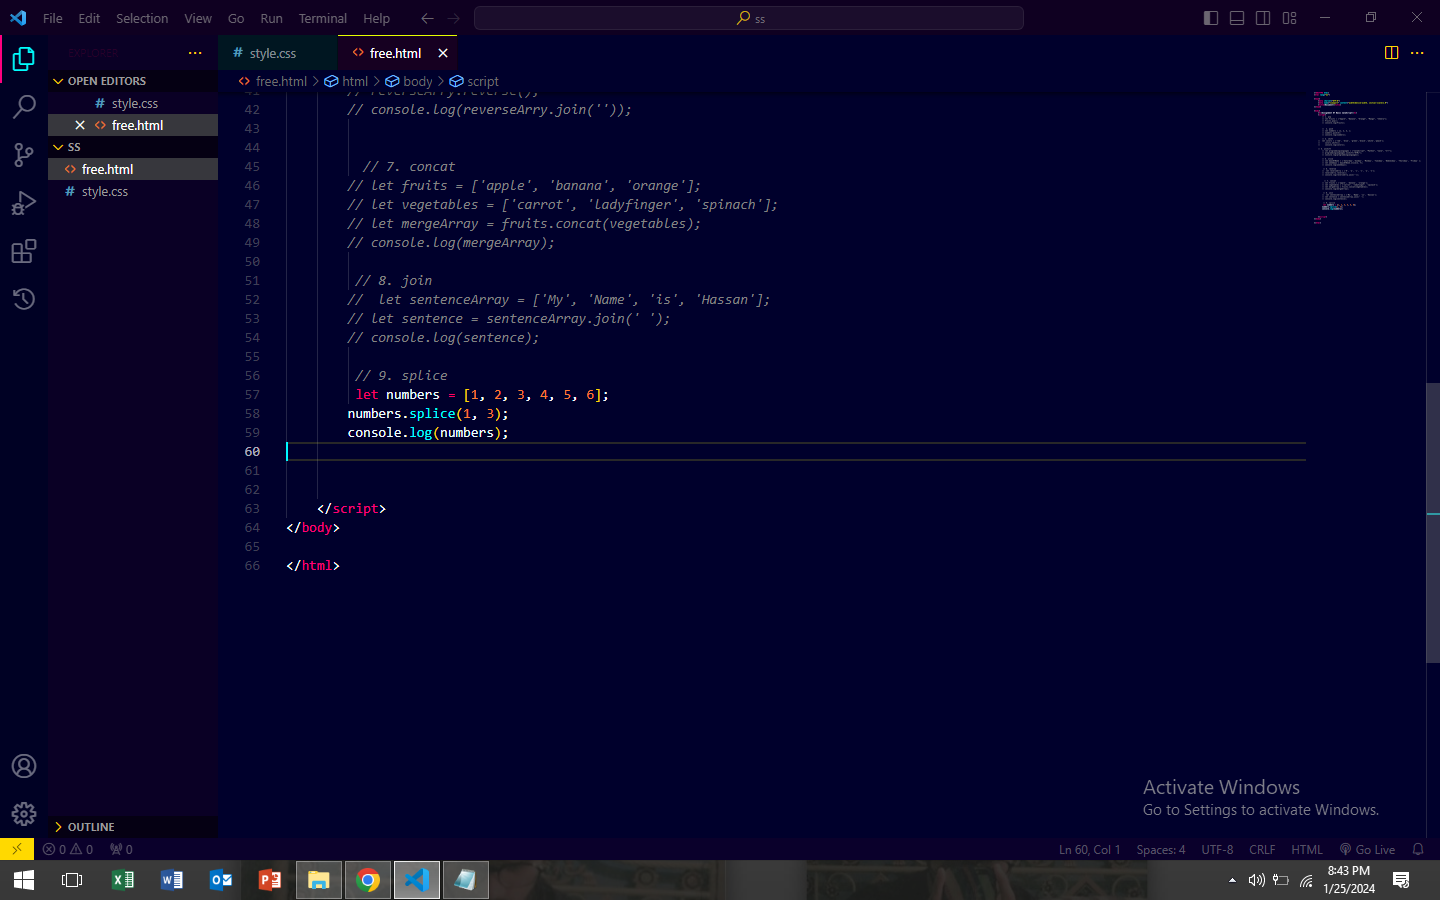 File Edit Selection View Go Run Terminal Help
ss
EXPLORER
# style.css
<> free.html
OPEN EDITORS
# style.css
<> free.html
SS
<> free.html
# style.css
OUTLINE
<> free.html > html > body > script
41 // reverseArry.reverse();
42 // console.log(reverseArry.join(''));
43
44
45 // 7. concat
46 // let fruits = ['apple', 'banana', 'orange'];
47 // let vegetables = ['carrot', 'ladyfinger', 'spinach'];
48 // let mergeArray = fruits.concat(vegetables);
49 // console.log(mergeArray);
50
51 // 8. join
52 //  let sentenceArray = ['My', 'Name', 'is', 'Hassan'];
53 // let sentence = sentenceArray.join(' ');
54 // console.log(sentence);
55
56 // 9. splice
57 let numbers = [1, 2, 3, 4, 5, 6];
58 numbers.splice(1, 3);
59 console.log(numbers);
60
61
62
63 </script>
64 </body>
65
66 </html>
Activate Windows
Go to Settings to activate Windows.
0 0 0
Ln 60, Col 1 Spaces: 4 UTF-8 CRLF HTML Go Live
8:43 PM
1/25/2024